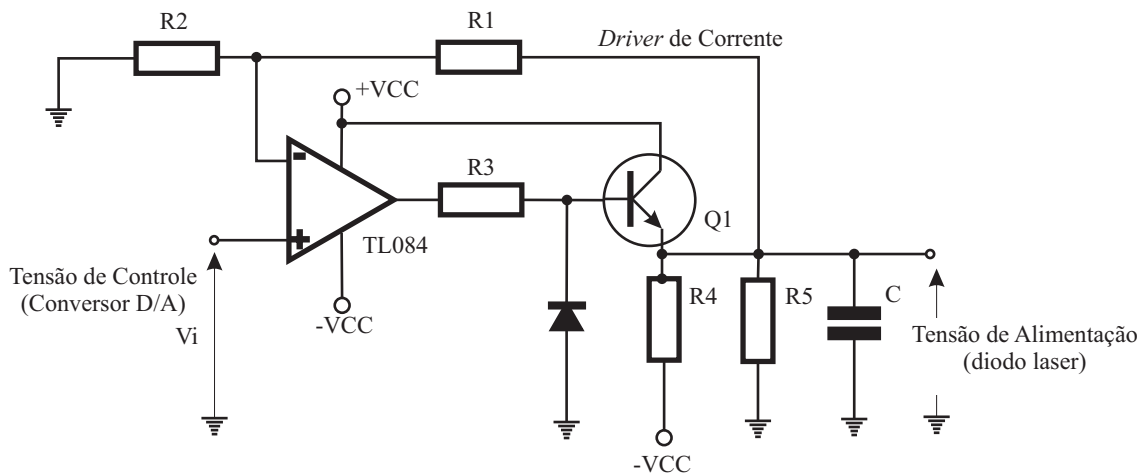 R2
R1
Driver de Corrente
+VCC
R3
-
+
TL084
Q1
Tensão de Controle
(Conversor D/A)
Vi
-VCC
R4
R5
C
Tensão de Alimentação
(diodo laser)
-VCC